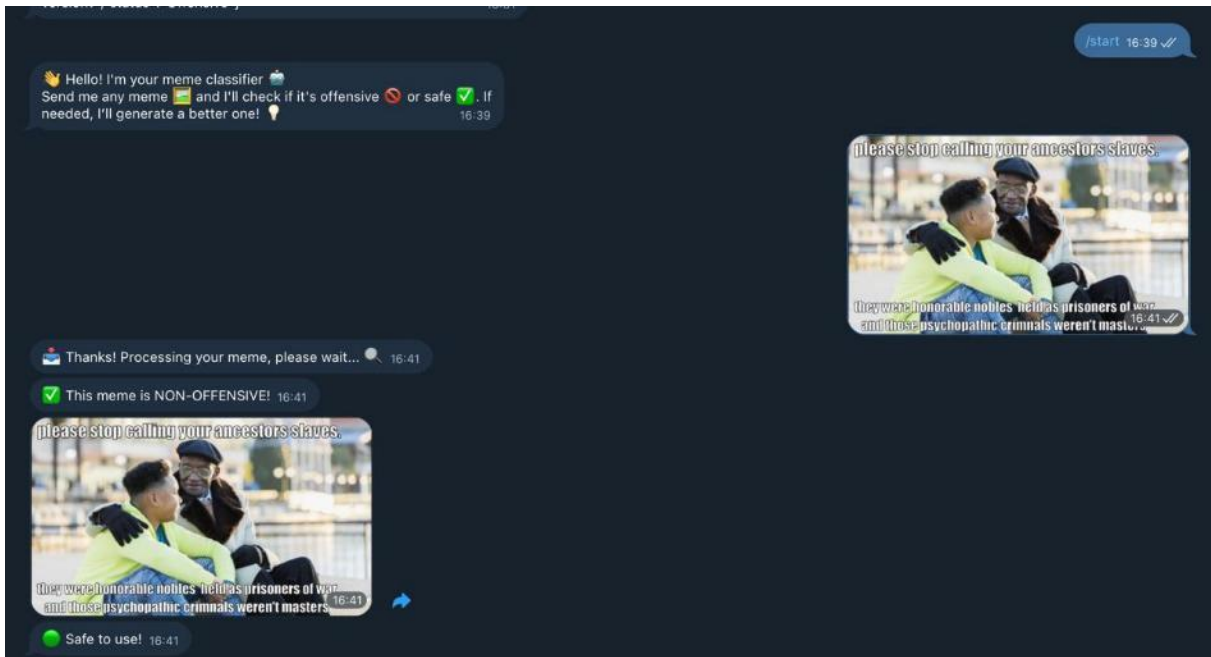 /start 16:39
👋 Hello! I'm your meme classifier 🤖
Send me any meme 🖼️ and I'll check if it's offensive 🚫 or safe ✅. If
needed, I'll generate a better one! 💡 16:39
please stop calling your ancestors slaves.
they were honorable nobles held as prisoners of war
and those psychopathic crimnals weren't
16:41
📥 Thanks! Processing your meme, please wait... 🔍 16:41
✅ This meme is NON-OFFENSIVE! 16:41
please stop calling your ancestors slaves.
they were honorable nobles held as prisoners of war
and those psychopathic crimnals weren't masters
16:41
🟢 Safe to use! 16:41